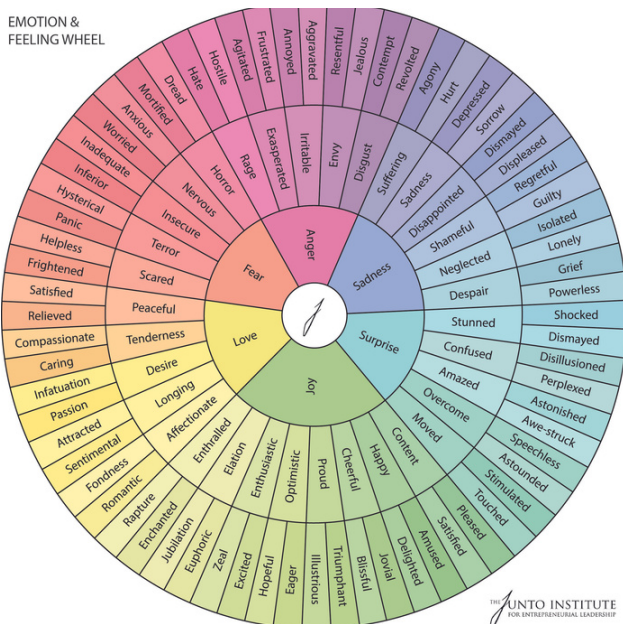 EMOTION &
FEELING WHEEL
Anger
Sadness
Surprise
Joy
Love
Fear
Rage
Exasperated
Irritable
Envy
Disgust
Suffering
Sadness
Disappointed
Shameful
Neglected
Despair
Stunned
Confused
Amazed
Overcome
Moved
Content
Happy
Cheerful
Proud
Optimistic
Enthusiastic
Elation
Enthralled
Affectionate
Longing
Desire
Tenderness
Peaceful
Scared
Terror
Insecure
Nervous
Horror
Hate
Hostile
Agitated
Frustrated
Annoyed
Aggravated
Resentful
Jealous
Contempt
Revolted
Agony
Hurt
Depressed
Sorrow
Dismayed
Displeased
Regretful
Guilty
Isolated
Lonely
Grief
Powerless
Shocked
Dismayed
Disillusioned
Perplexed
Astonished
Awe-struck
Speechless
Astounded
Stimulated
Touched
Pleased
Satisfied
Amused
Delighted
Jovial
Blissful
Triumphant
Illustrious
Eager
Hopeful
Excited
Zeal
Euphoric
Jubilation
Enchanted
Rapture
Romantic
Fondness
Sentimental
Attracted
Passion
Infatuation
Caring
Compassionate
Relieved
Satisfied
Frightened
Helpless
Panic
Hysterical
Inferior
Inadequate
Worried
Anxious
Mortified
Dread
J
THE JUNTO INSTITUTE
FOR ENTREPRENEURIAL LEADERSHIP